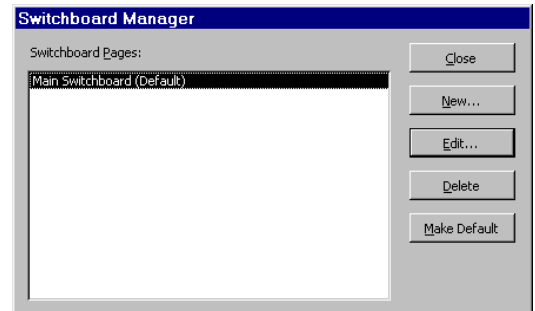 Switchboard Manager
Switchboard Pages:
Main Switchboard (Default)
Close
New...
Edit...
Delete
Make Default